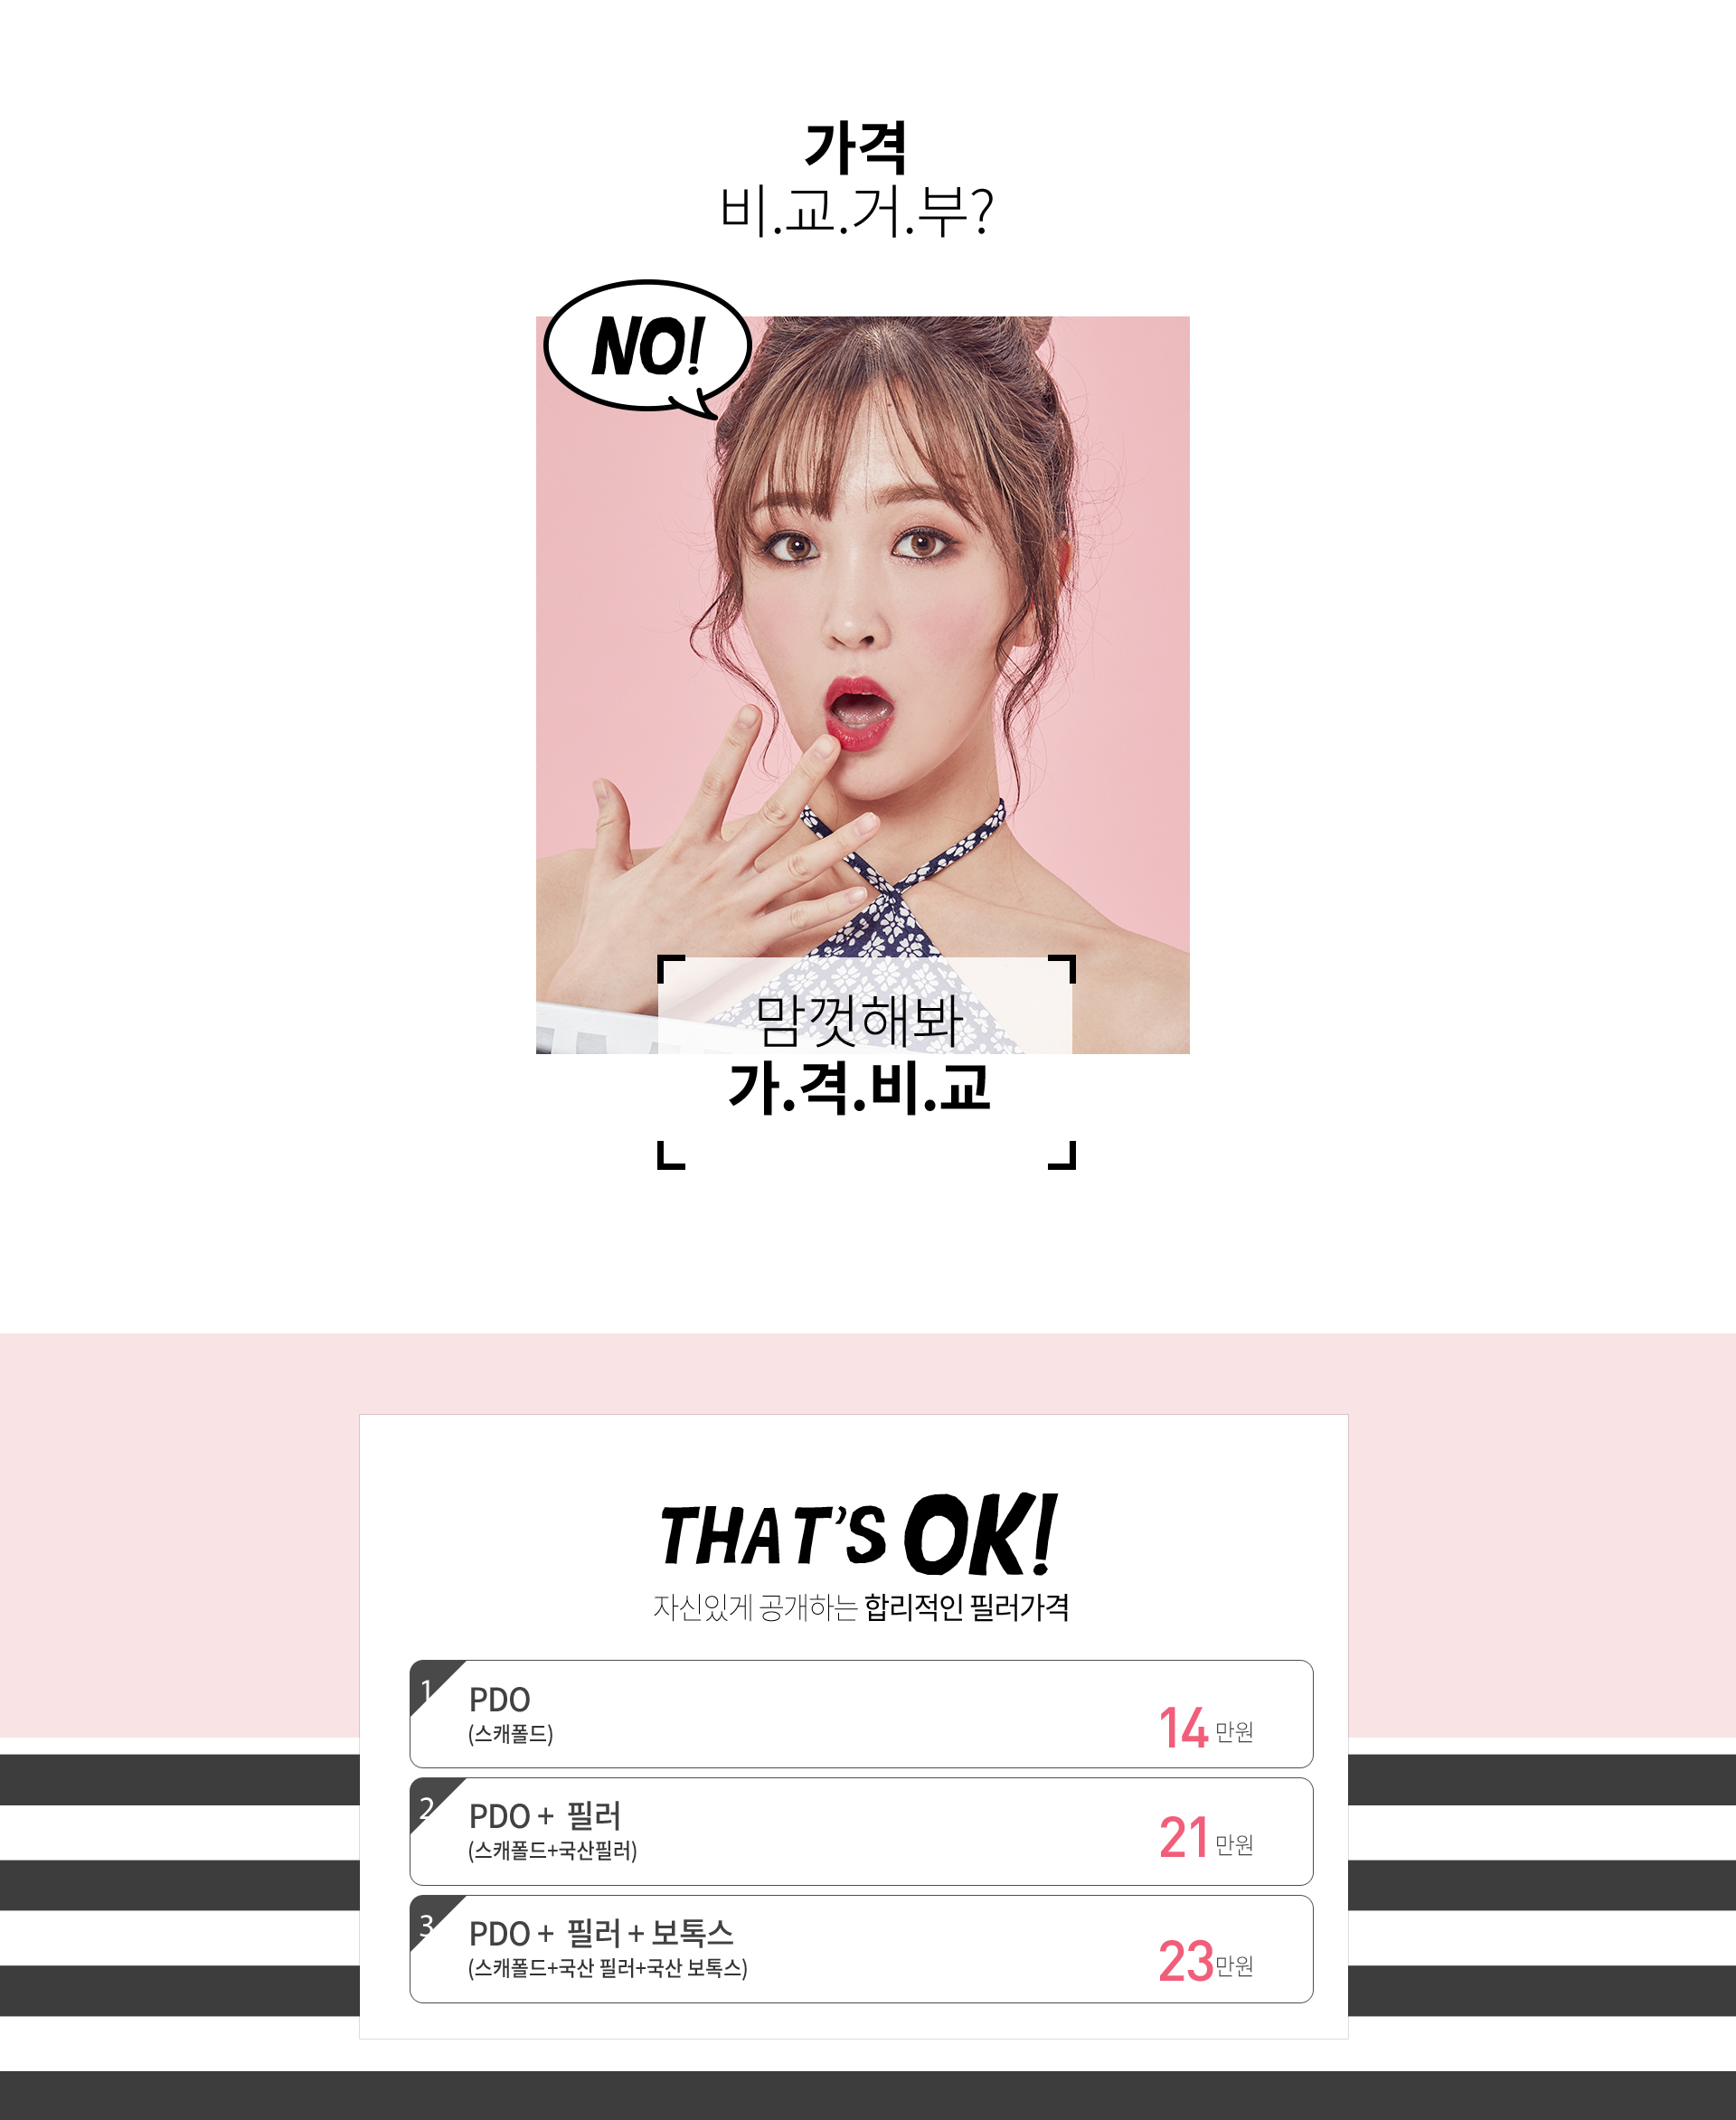 가격
비.교.거.부?
NO!
맘껏해봐
가.격.비.교
THAT'S OK!
자신있게 공개하는 합리적인 필러가격
1
PDO
(스캐폴드)
14 만원
2
PDO + 필러
(스캐폴드+국산필러)
21 만원
3
PDO + 필러 + 보톡스
(스캐폴드+국산 필러+국산 보톡스)
23만원